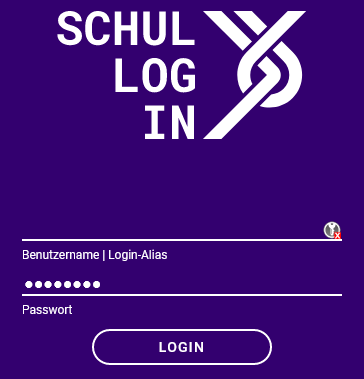 SCHUL
LOG
IN
Benutzername | Login-Alias
••••••••
Passwort
LOGIN